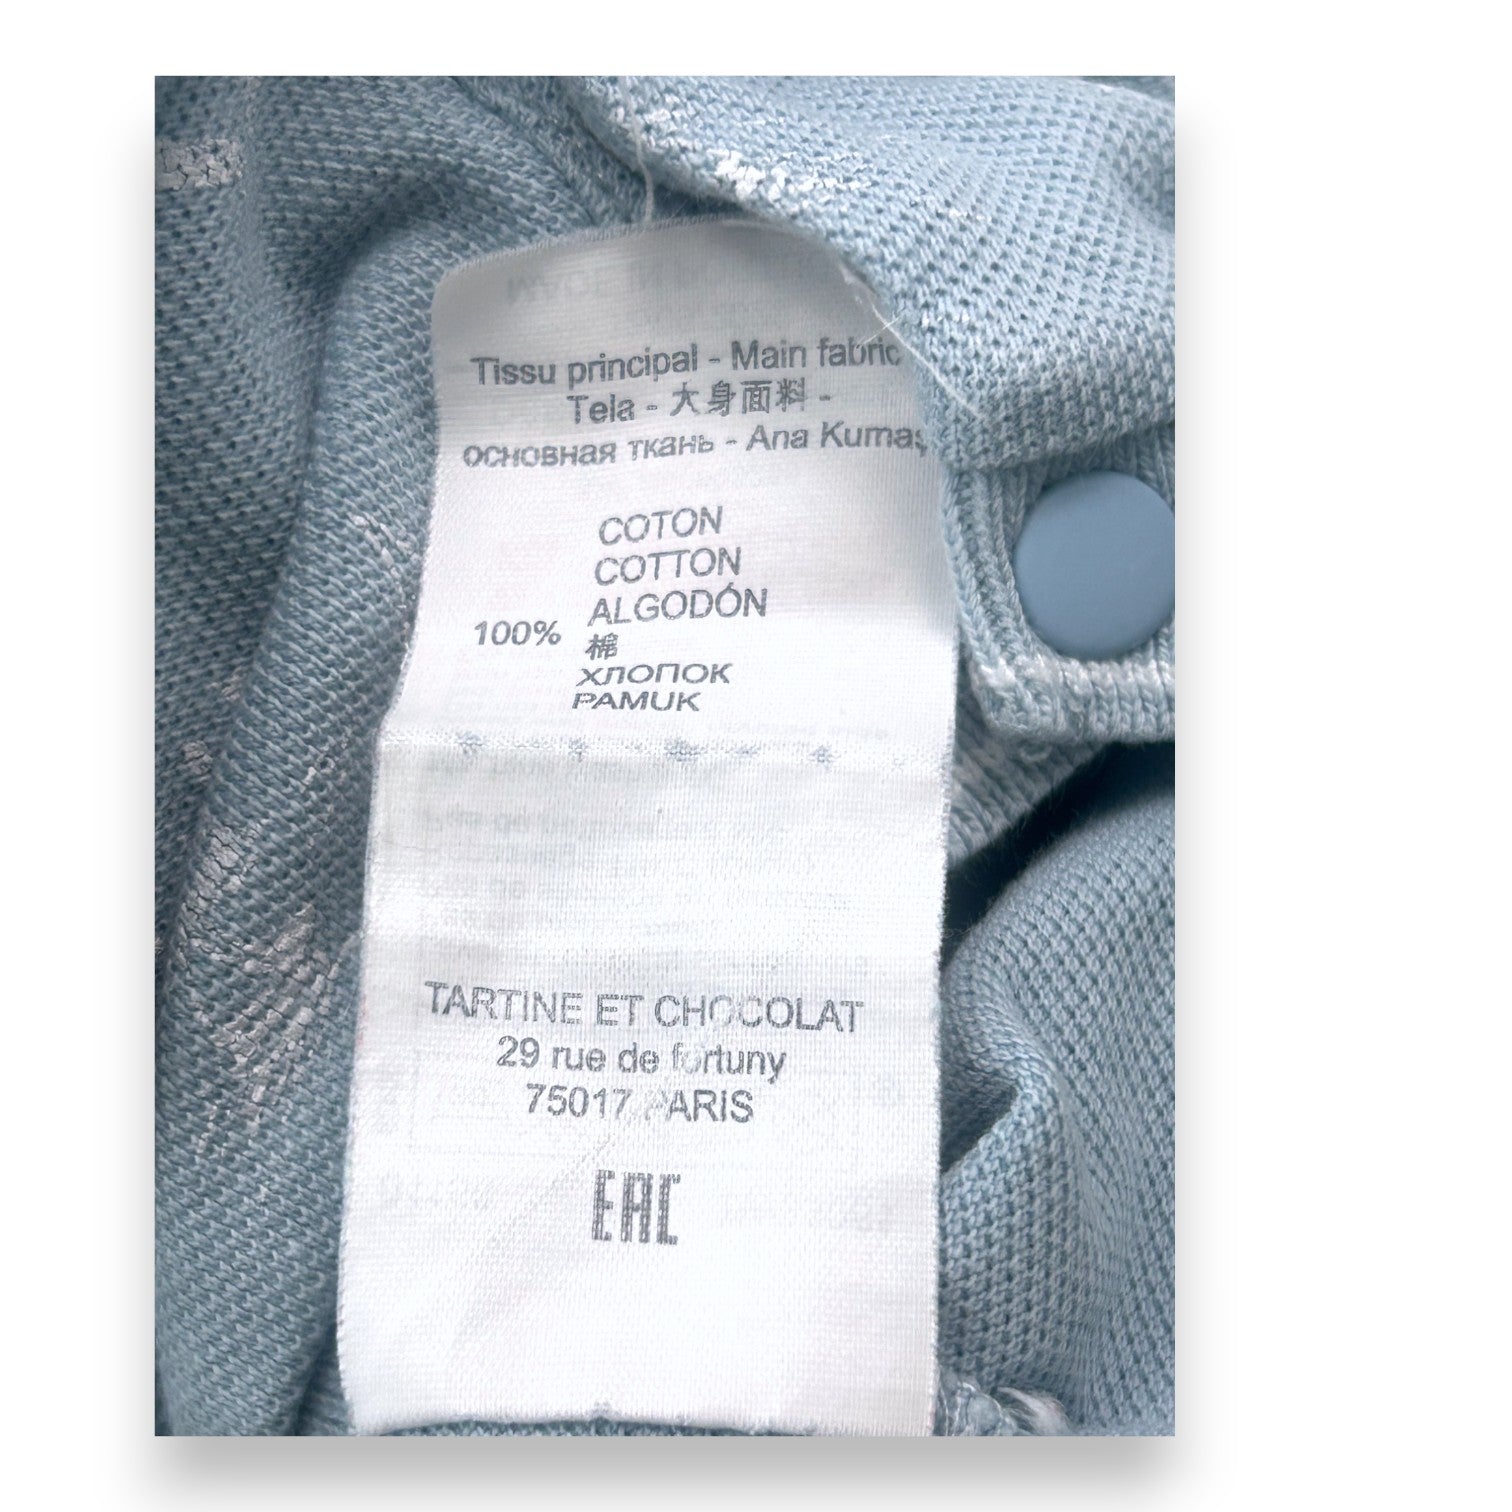 Tissu principal - Main fabric
Tela - 大身面料 -
основная ткань - Ana Kumaş
COTON
COTTON
ALGODÓN
100%
棉
ХЛОПОК
PAMUK
TARTINE ET CHOCOLAT
29 rue de fortuny
75017 PARIS
EAC